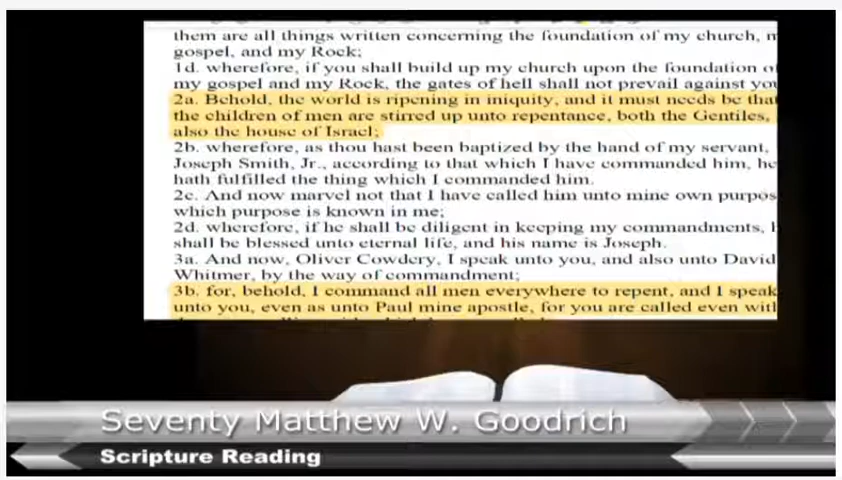 them are all things written concerning the foundation of my church,
gospel, and my Rock;
1d. wherefore, if you shall build up my church upon the foundation
my gospel and my Rock, the gates of hell shall not prevail against
2a. Behold, the world is ripening in iniquity, and it must needs be
the children of men are stirred up unto repentance, both the Gentiles,
also the house of Israel;
2b. wherefore, as thou hast been baptized by the hand of my servant,
Joseph Smith, Jr., according to that which I have commanded him, he
hath fulfilled the thing which I commanded him.
2c. And now marvel not that I have called him unto mine own
which purpose is known in me;
2d. wherefore, if he shall be diligent in keeping my commandments,
shall be blessed unto eternal life, and his name is Joseph.
3a. And now, Oliver Cowdery, I speak unto you, and also unto David
Whitmer, by the way of commandment;
3b. for, behold, I command all men everywhere to repent, and I speak
unto you, even as unto Paul mine apostle, for you are called even
Seventy Matthew W. Goodrich
Scripture Reading